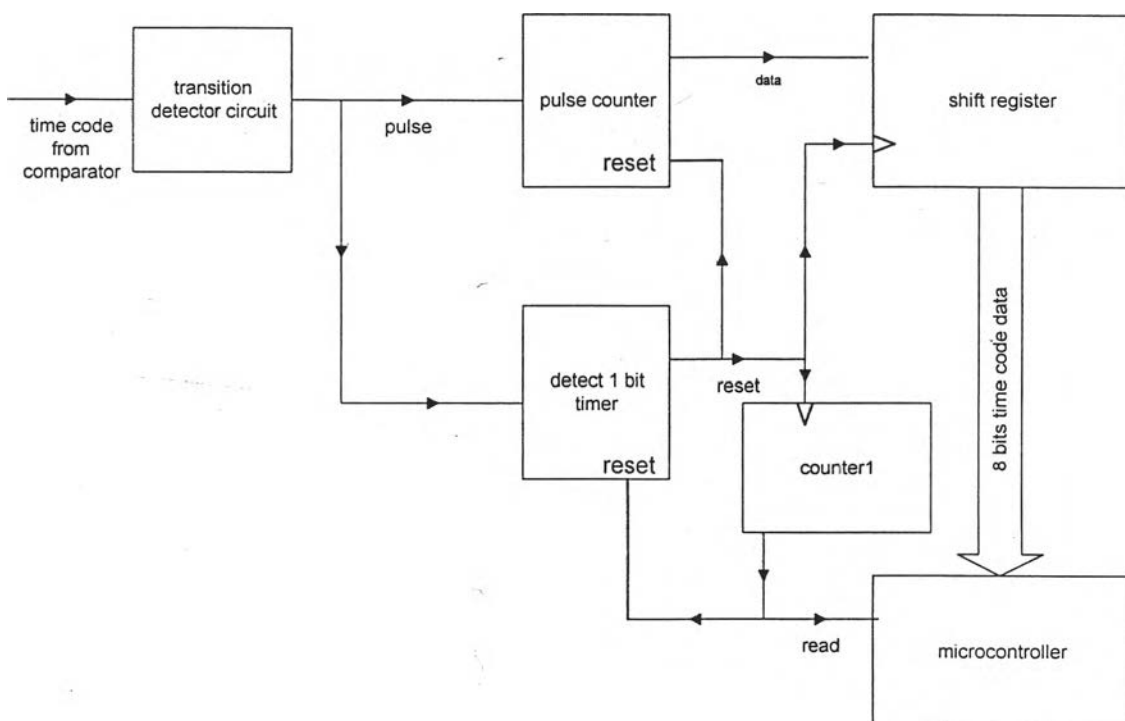 transition
detector circuit
time code
from
comparator
pulse
pulse counter
reset
data
shift register
detect 1 bit
timer
reset
reset
counter1
8 bits time code data
read
microcontroller